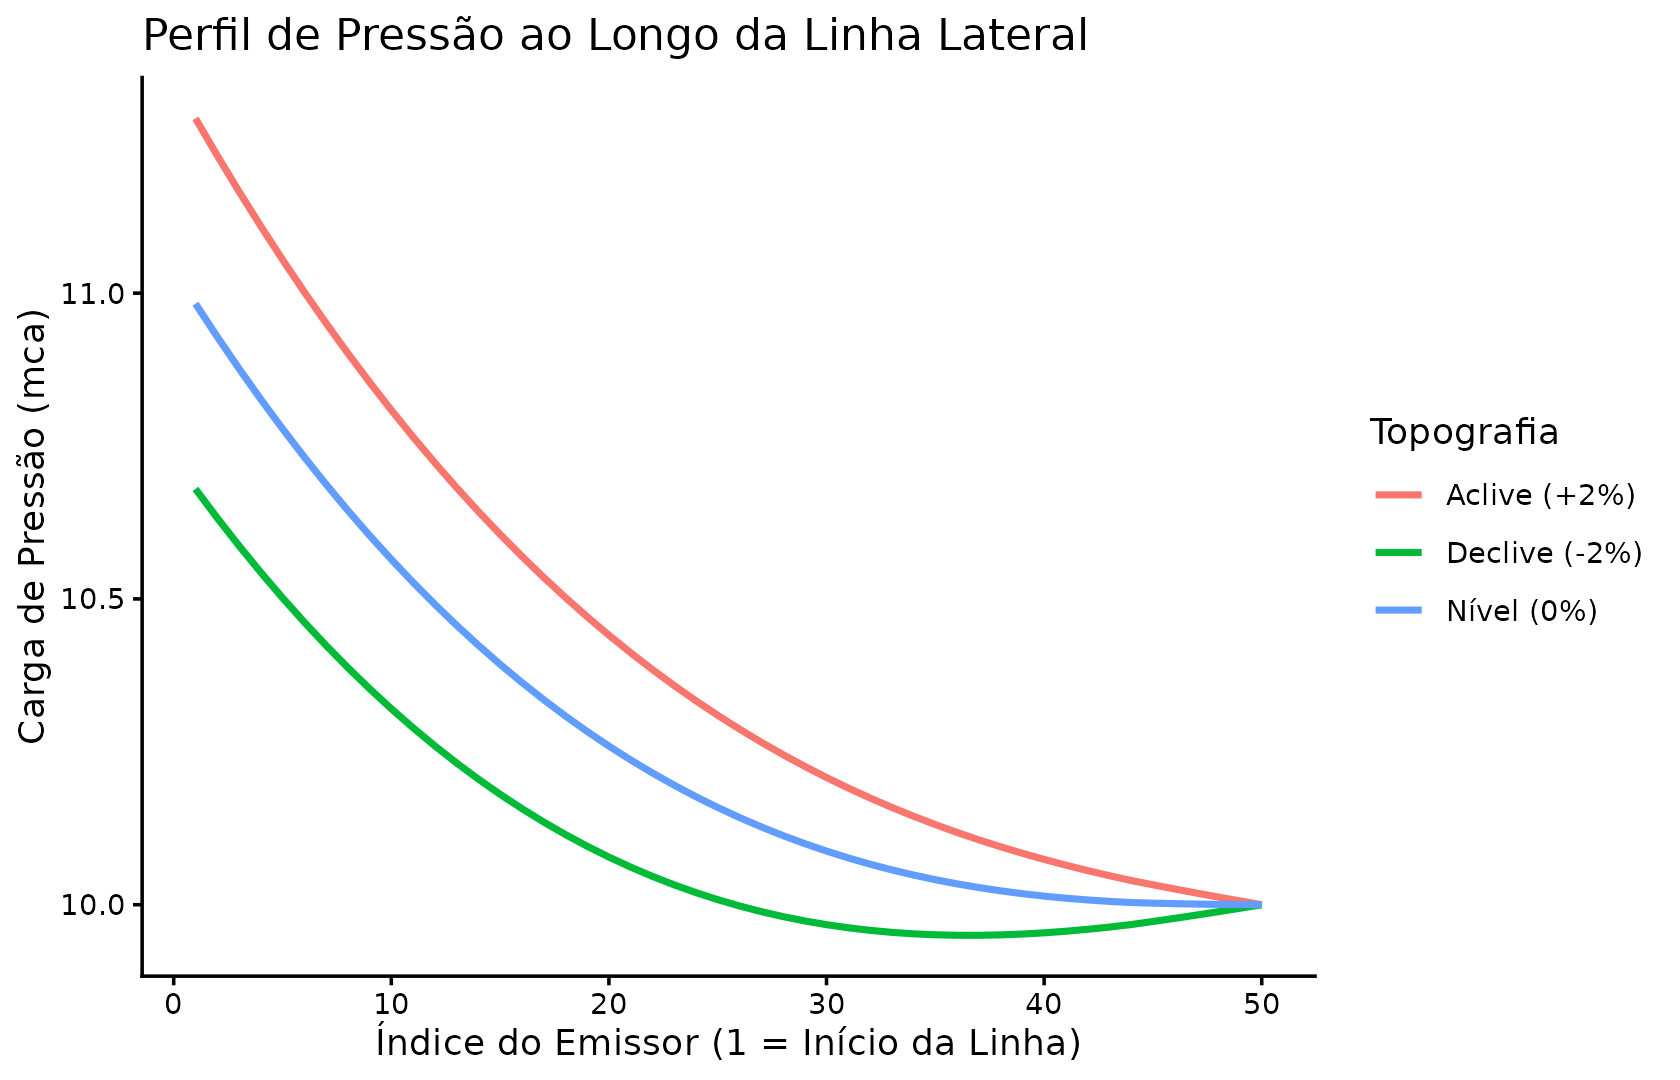 Perfil de Pressão ao Longo da Linha Lateral
Carga de Pressão (mca)
11.0
10.5
10.0
0 10 20 30 40 50
Índice do Emissor (1 = Início da Linha)
Topografia
Aclive (+2%)
Declive (-2%)
Nível (0%)